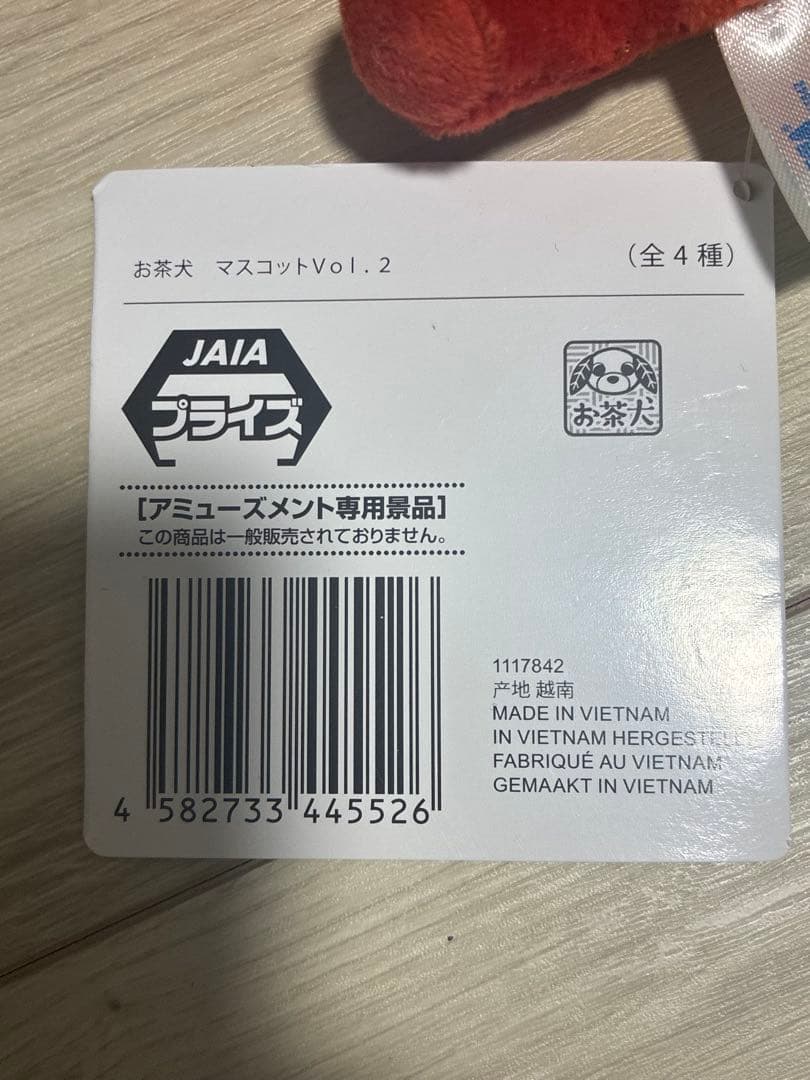 お茶犬　マスコットVol.2
（全4種）
JAIA
プライズ
お茶犬
［アミューズメント専用景品］
この商品は一般販売されておりません。
1117842
产地 越南
MADE IN VIETNAM
IN VIETNAM HERGESTELLT
FABRIQUÉ AU VIETNAM
GEMAAKT IN VIETNAM
4 582733 445526